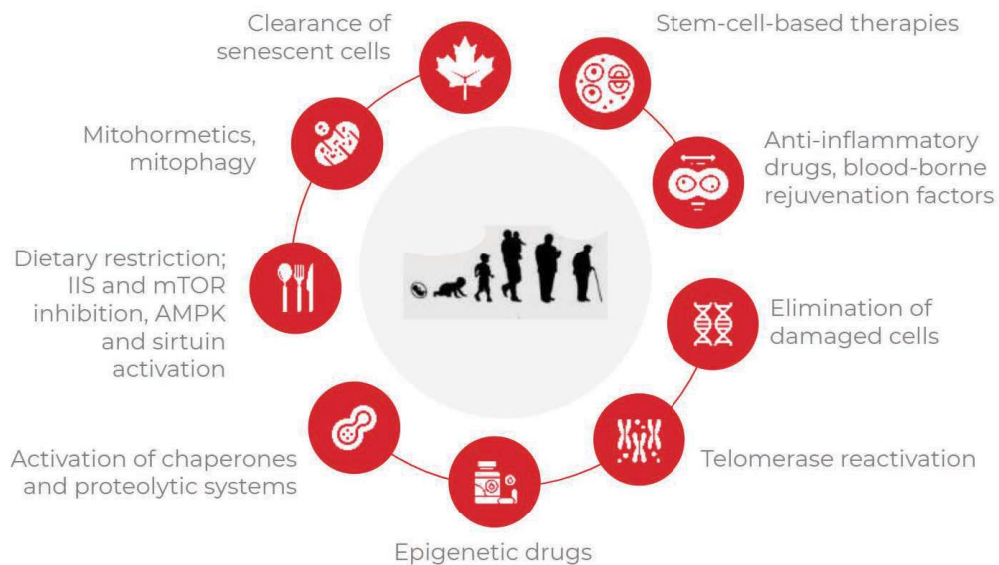 Clearance of
senescent cells
Stem-cell-based therapies
Mitohormetics,
mitophagy
Anti-inflammatory
drugs, blood-borne
rejuvenation factors
Dietary restriction;
IIS and mTOR
inhibition, AMPK
and sirtuin
activation
Elimination of
damaged cells
Activation of chaperones
and proteolytic systems
Telomerase reactivation
Epigenetic drugs